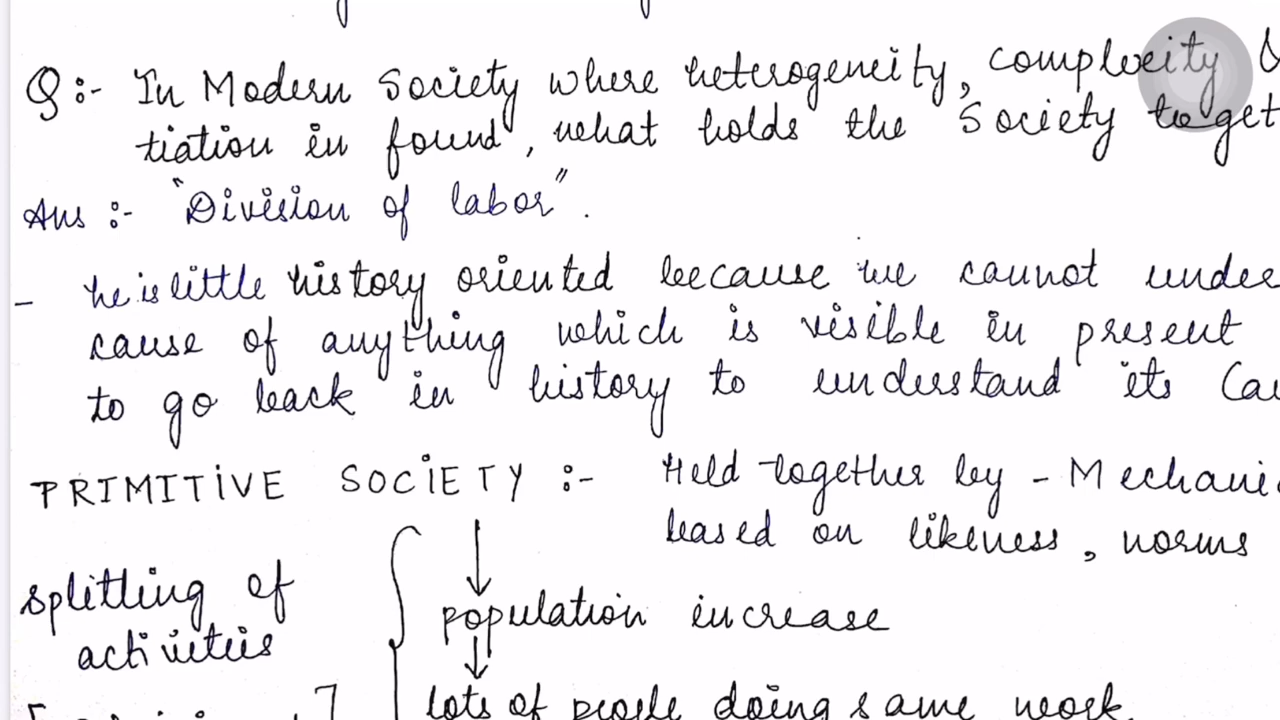 Q :- In Modern Society where heterogeneity, complexity
tiation in found, what holds the Society toget
Ans :- "Division of labor".
- he is little history oriented because we cannot unde
cause of anything which is visible in present
to go back in history to understand its Cau
PRIMITIVE SOCIETY :- Held together by - Mechani
based on likeness, norms
splitting of
activities
population increase
lots of people doing same work